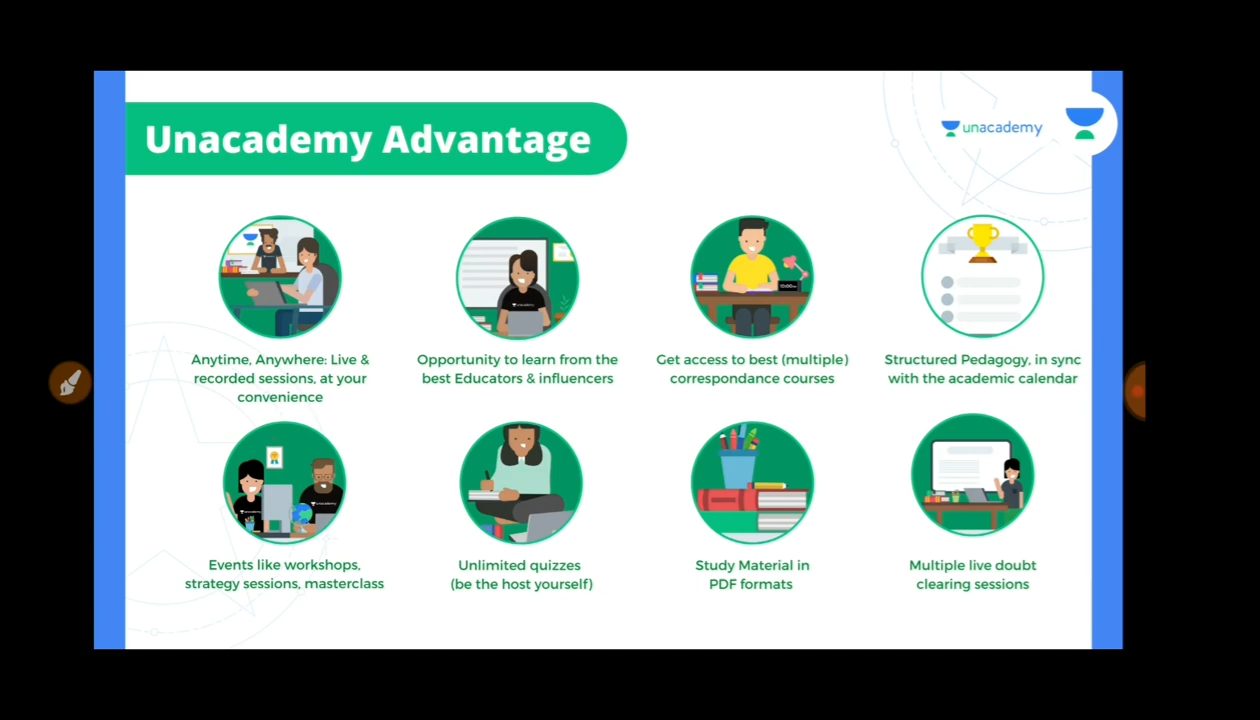 Unacademy Advantage
unacademy
Anytime, Anywhere: Live &
recorded sessions, at your
convenience
Opportunity to learn from the
best Educators & influencers
Get access to best (multiple)
correspondance courses
Structured Pedagogy, in sync
with the academic calendar
Events like workshops,
strategy sessions, masterclass
Unlimited quizzes
(be the host yourself)
Study Material in
PDF formats
Multiple live doubt
clearing sessions